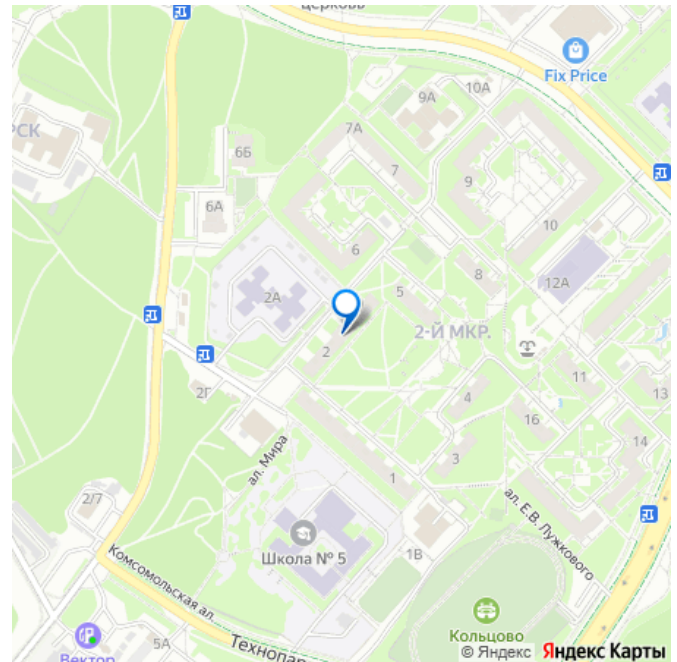 церковь
Fix Price
10А
9А
7А
РСК
6Б
7
9
6А
10
6
8
12А
2А
5
2-Й МКР.
2
11
13
2Г
4
16
ал. Мира
14
3
1
2/7
ал. Е.В. Лужкового
Школа № 5
1В
Комсомольская ал.
Кольцово
5А
Технопар
Вектор
© Яндекс Яндекс Карты